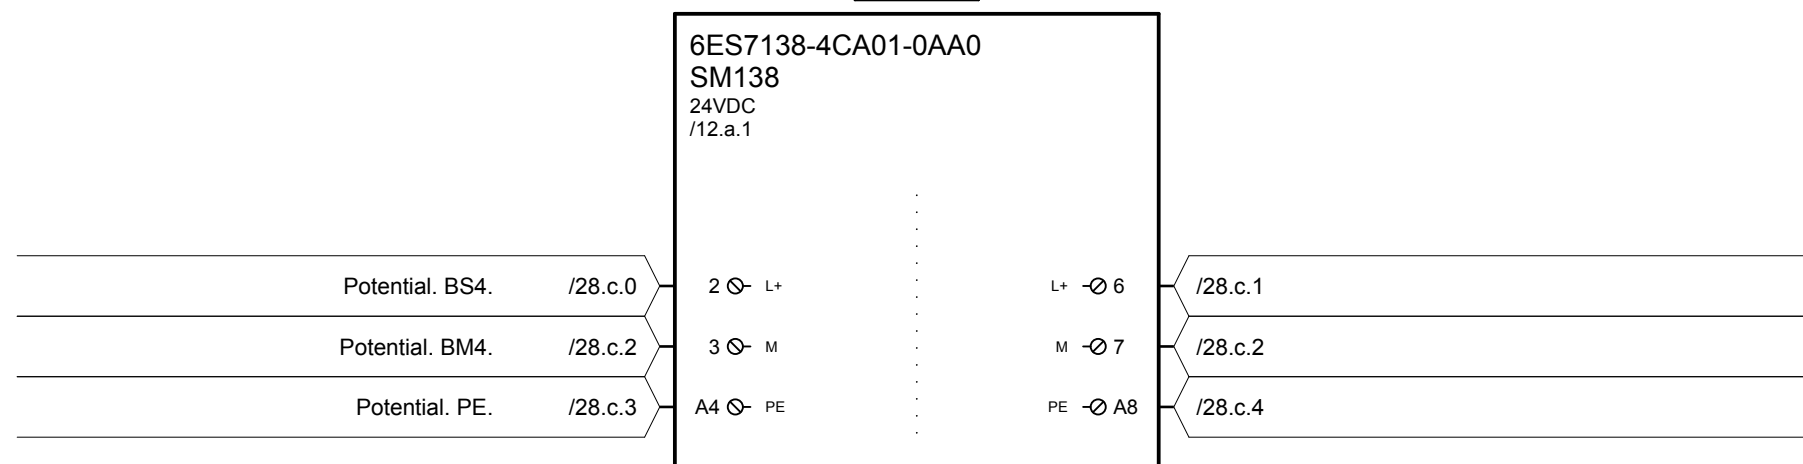 6ES7138-4CA01-0AA0
SM138
24VDC
/12.a.1
Potential. BS4. /28.c.0 2 L+ L+ 6 /28.c.1
Potential. BM4. /28.c.2 3 M M 7 /28.c.2
Potential. PE. /28.c.3 A4 PE PE A8 /28.c.4